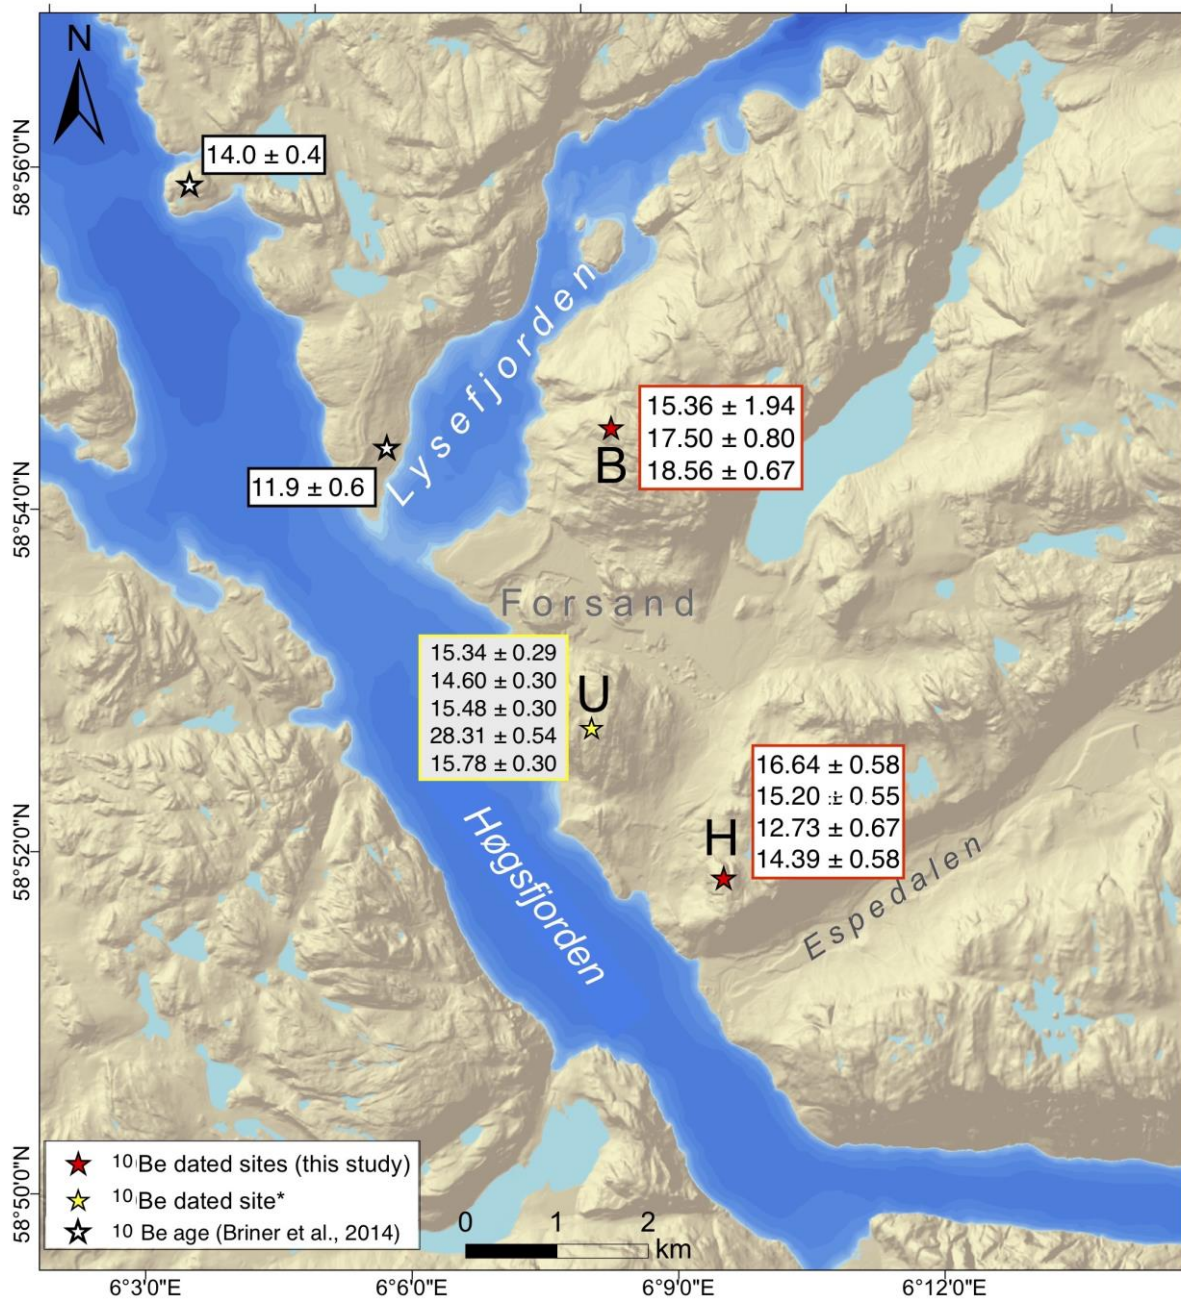 N
14.0 ± 0.4
58°56'0"N
Lysefjorden
15.36 ± 1.94
17.50 ± 0.80
18.56 ± 0.67
B
11.9 ± 0.6
58°54'0"N
Forsand
15.34 ± 0.29
14.60 ± 0.30
15.48 ± 0.30
28.31 ± 0.54
15.78 ± 0.30
U
16.64 ± 0.58
15.20 ± 0.55
12.73 ± 0.67
14.39 ± 0.58
H
58°52'0"N
Høgsfjorden
Espedalen
58°50'0"N
10 Be dated sites (this study)
10 Be dated site*
10 Be age (Briner et al., 2014)
0 1 2
km
6°3'0"E 6°6'0"E 6°9'0"E 6°12'0"E